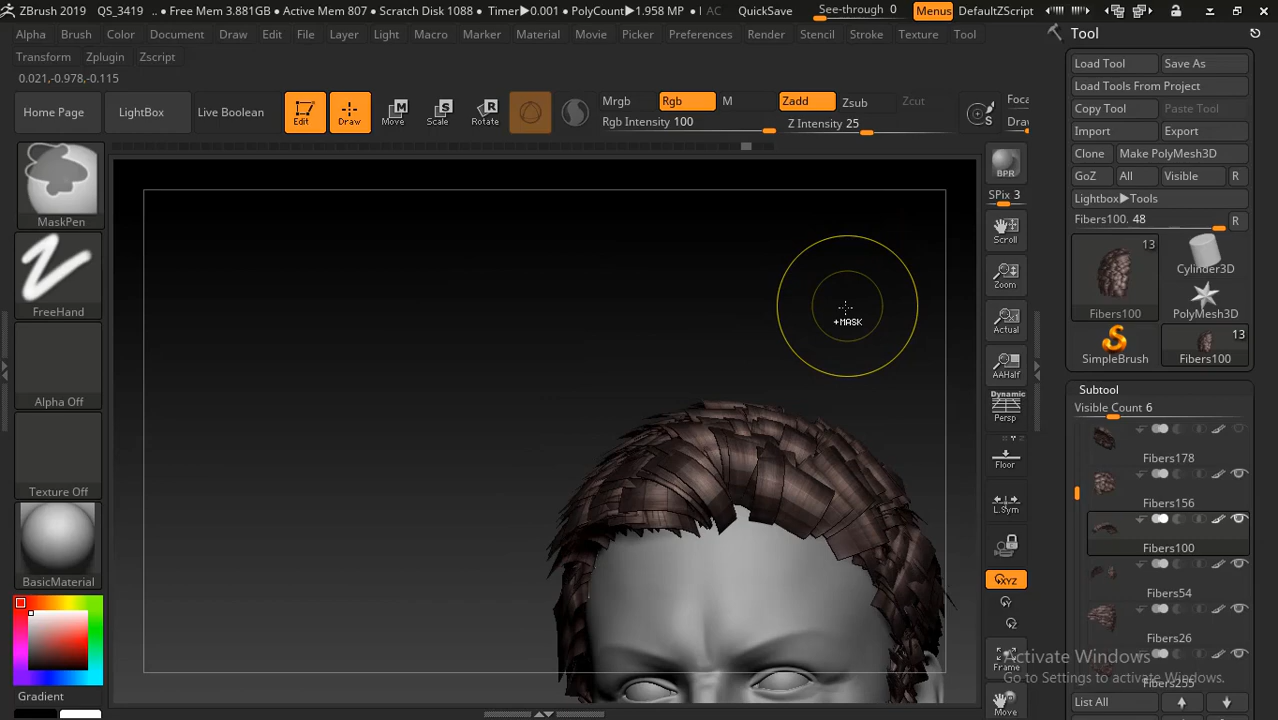 ZBrush 2019 QS_3419 • Free Mem 3.881GB • Active Mem 807 • Scratch Disk 1088 • Timer▶0.001 • PolyCount▶1.958 MP • | AC QuickSave See-through 0 Menus DefaultZScript
Alpha Brush Color Document Draw Edit File Layer Light Macro Marker Material Movie Picker Preferences Render Stencil Stroke Texture Tool
Transform Zplugin Zscript
0.021,-0.978,-0.115
Home Page LightBox Live Boolean Edit Draw Move Scale Rotate
Mrgb Rgb M Zadd Zsub Zcut Foca
Rgb Intensity 100 Z Intensity 25 Draw
MaskPen
FreeHand
Alpha Off
Texture Off
BasicMaterial
Gradient
+MASK
BPR
SPix 3
Scroll
Zoom
Actual
AAHalf
Dynamic
Persp
Floor
L.Sym
XYZ
Y
Z
Frame
Move
Tool
Load Tool Save As
Load Tools From Project
Copy Tool Paste Tool
Import Export
Clone Make PolyMesh3D
GoZ All Visible R
Lightbox▶Tools
Fibers100. 48 R
13
Fibers100
Cylinder3D
PolyMesh3D
SimpleBrush
13
Fibers100
Subtool
Visible Count 6
Fibers178
Fibers156
Fibers100
Fibers54
Fibers26
Fibers255
List All
Activate Windows
Go to Settings to activate Windows.